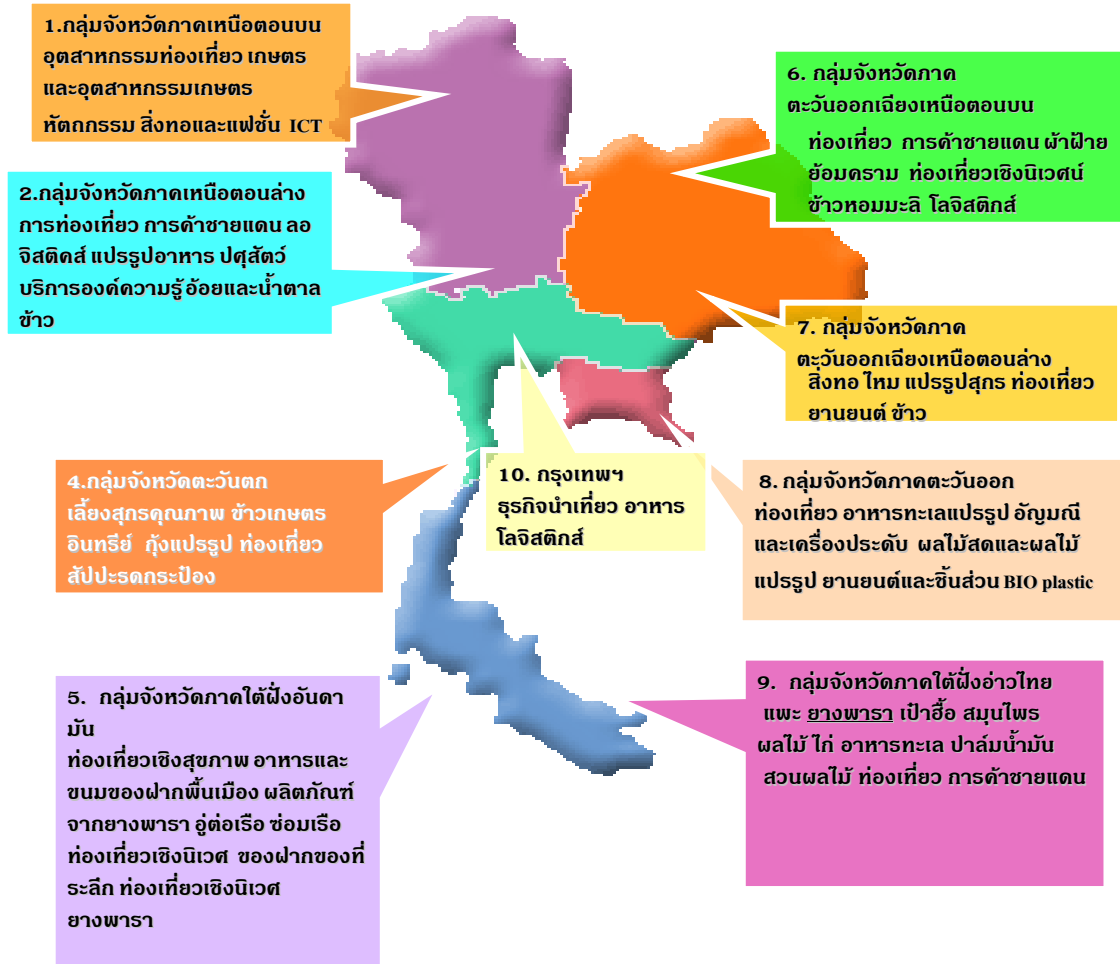 1.กลุ่มจังหวัดภาคเหนือตอนบน
อุตสาหกรรมท่องเที่ยว เกษตร
และอุตสาหกรรมเกษตร
หัตถกรรม สิ่งทอและแฟชั่น ICT
2.กลุ่มจังหวัดภาคเหนือตอนล่าง
การท่องเที่ยว การค้าชายแดน ลอ
จิสติคส์ แปรรูปอาหาร ปศุสัตว์
บริการองค์ความรู้ อ้อยและน้ำตาล
ข้าว
6. กลุ่มจังหวัดภาค
ตะวันออกเฉียงเหนือตอนบน
ท่องเที่ยว การค้าชายแดน ผ้าฝ้าย
ย้อมคราม ท่องเที่ยวเชิงนิเวศน์
ข้าวหอมมะลิ โลจิสติกส์
7. กลุ่มจังหวัดภาค
ตะวันออกเฉียงเหนือตอนล่าง
สิ่งทอ ไหม แปรรูปสุกร ท่องเที่ยว
ยานยนต์ ข้าว
4.กลุ่มจังหวัดตะวันตก
เลี้ยงสุกรคุณภาพ ข้าวเกษตร
อินทรีย์ กุ้งแปรรูป ท่องเที่ยว
สัปปะรดกระป๋อง
10. กรุงเทพฯ
ธุรกิจนำเที่ยว อาหาร
โลจิสติกส์
8. กลุ่มจังหวัดภาคตะวันออก
ท่องเที่ยว อาหารทะเลแปรรูป อัญมณี
และเครื่องประดับ ผลไม้สดและผลไม้
แปรรูป ยานยนต์และชิ้นส่วน BIO plastic
5. กลุ่มจังหวัดภาคใต้ฝั่งอันดา
มัน
ท่องเที่ยวเชิงสุขภาพ อาหารและ
ขนมของฝากพื้นเมือง ผลิตภัณฑ์
จากยางพารา อู่ต่อเรือ ซ่อมเรือ
ท่องเที่ยวเชิงนิเวศ ของฝากของที่
ระลึก ท่องเที่ยวเชิงนิเวศ
ยางพารา
9. กลุ่มจังหวัดภาคใต้ฝั่งอ่าวไทย
แพะ ยางพารา เป๋าฮื้อ สมุนไพร
ผลไม้ ไก่ อาหารทะเล ปาล์มน้ำมัน
สวนผลไม้ ท่องเที่ยว การค้าชายแดน